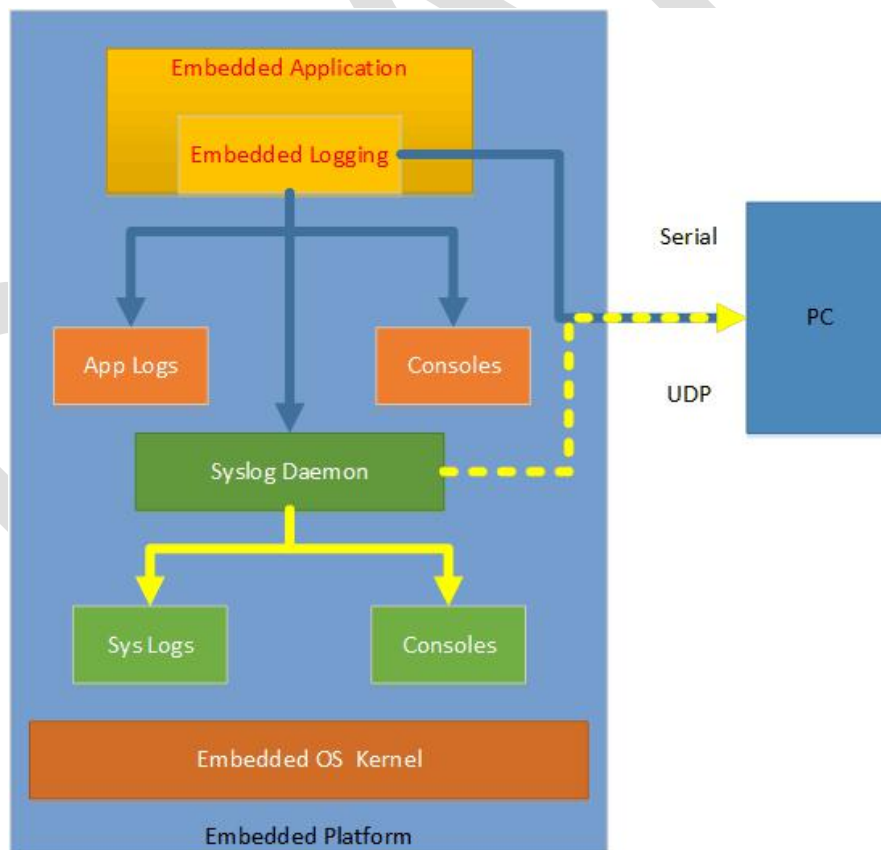 Embedded Application
Embedded Logging
Serial
PC
App Logs
Consoles
UDP
Syslog Daemon
Sys Logs
Consoles
Embedded OS Kernel
Embedded Platform